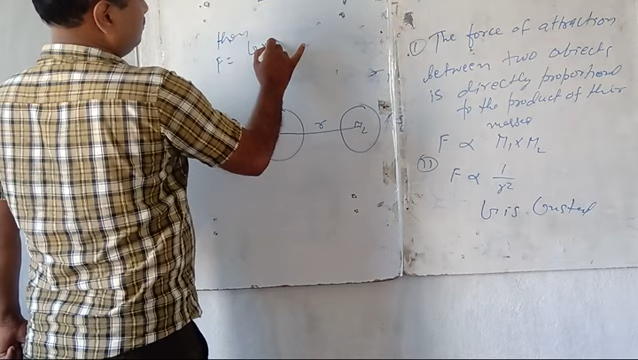 then
F = G
r
M2
① The force of attraction
between two objects
is directly proportional
to the product of their
masses
F ∝ M1 x M2
② F ∝ 1/r2
G is Constant